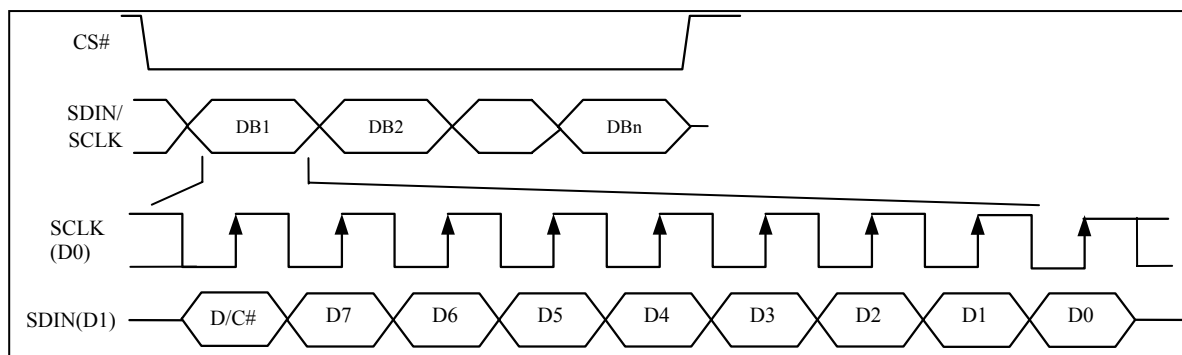 CS#
SDIN/
SCLK
DB1 DB2 DBn
SCLK
(D0)
SDIN(D1) D/C# D7 D6 D5 D4 D3 D2 D1 D0